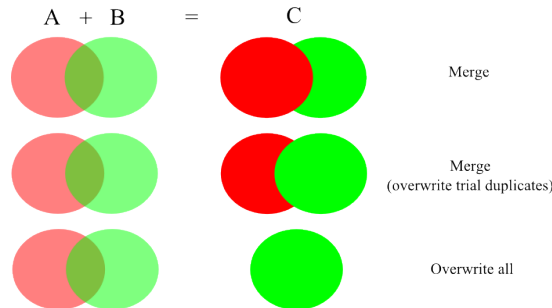 A + B = C
Merge
Merge
(overwrite trial duplicates)
Overwrite all